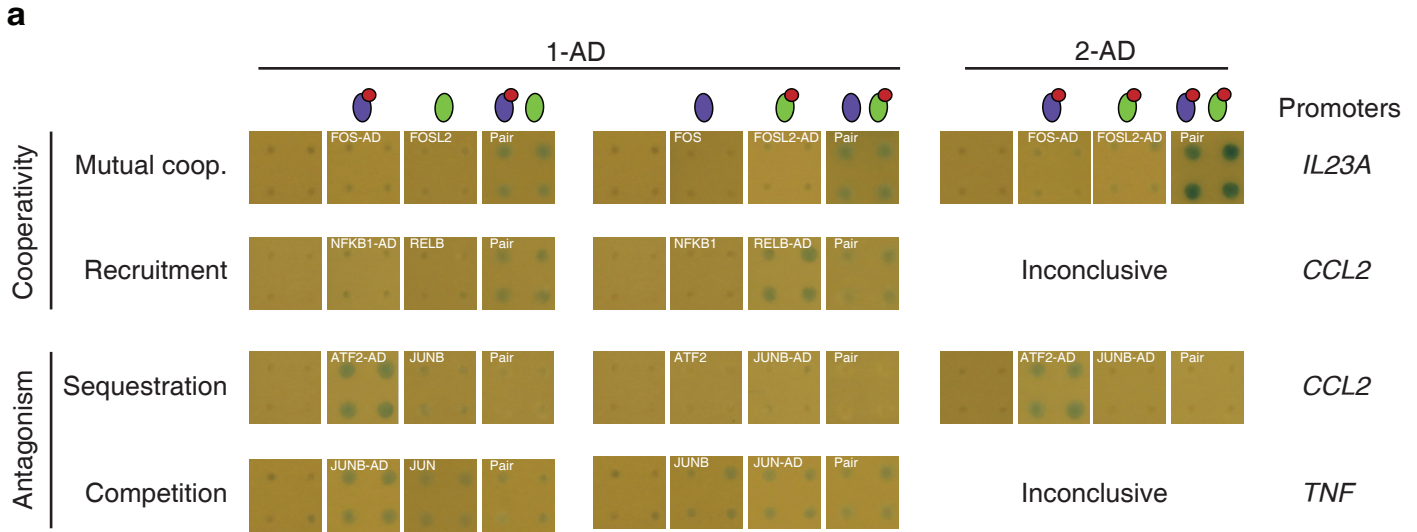 a
1-AD 2-AD
Promoters
Cooperativity
Mutual coop. FOS-AD FOSL2 Pair FOS FOSL2-AD Pair FOS-AD FOSL2-AD Pair IL23A
Recruitment NFKB1-AD RELB Pair NFKB1 RELB-AD Pair Inconclusive CCL2
Antagonism
Sequestration ATF2-AD JUNB Pair ATF2 JUNB-AD Pair ATF2-AD JUNB-AD Pair CCL2
Competition JUNB-AD JUN Pair JUNB JUN-AD Pair Inconclusive TNF